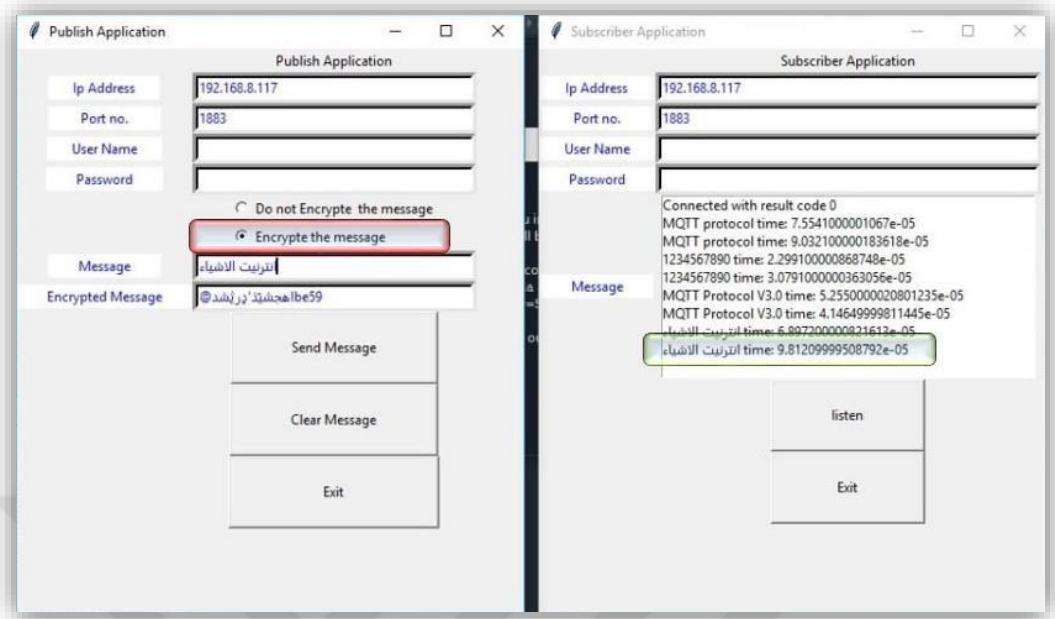 Publish Application
Publish Application
Ip Address 192.168.8.117
Port no. 1883
User Name
Password
Do not Encrypte the message
Encrypte the message
Message انترنيت الاشياء
Encrypted Message
Send Message
Clear Message
Exit
Subscriber Application
Subscriber Application
Ip Address 192.168.8.117
Port no. 1883
User Name
Password
Message
Connected with result code 0
MQTT protocol time: 7.5541000001067e-05
MQTT protocol time: 9.032100000183618e-05
1234567890 time: 2.299100000868748e-05
1234567890 time: 3.0791000000363056e-05
MQTT Protocol V3.0 time: 5.2550000020801235e-05
MQTT Protocol V3.0 time: 4.14649999811445e-05
انترنيت الاشياء time: 6.897200000821613e-05
انترنيت الاشياء time: 9.81209999508792e-05
listen
Exit